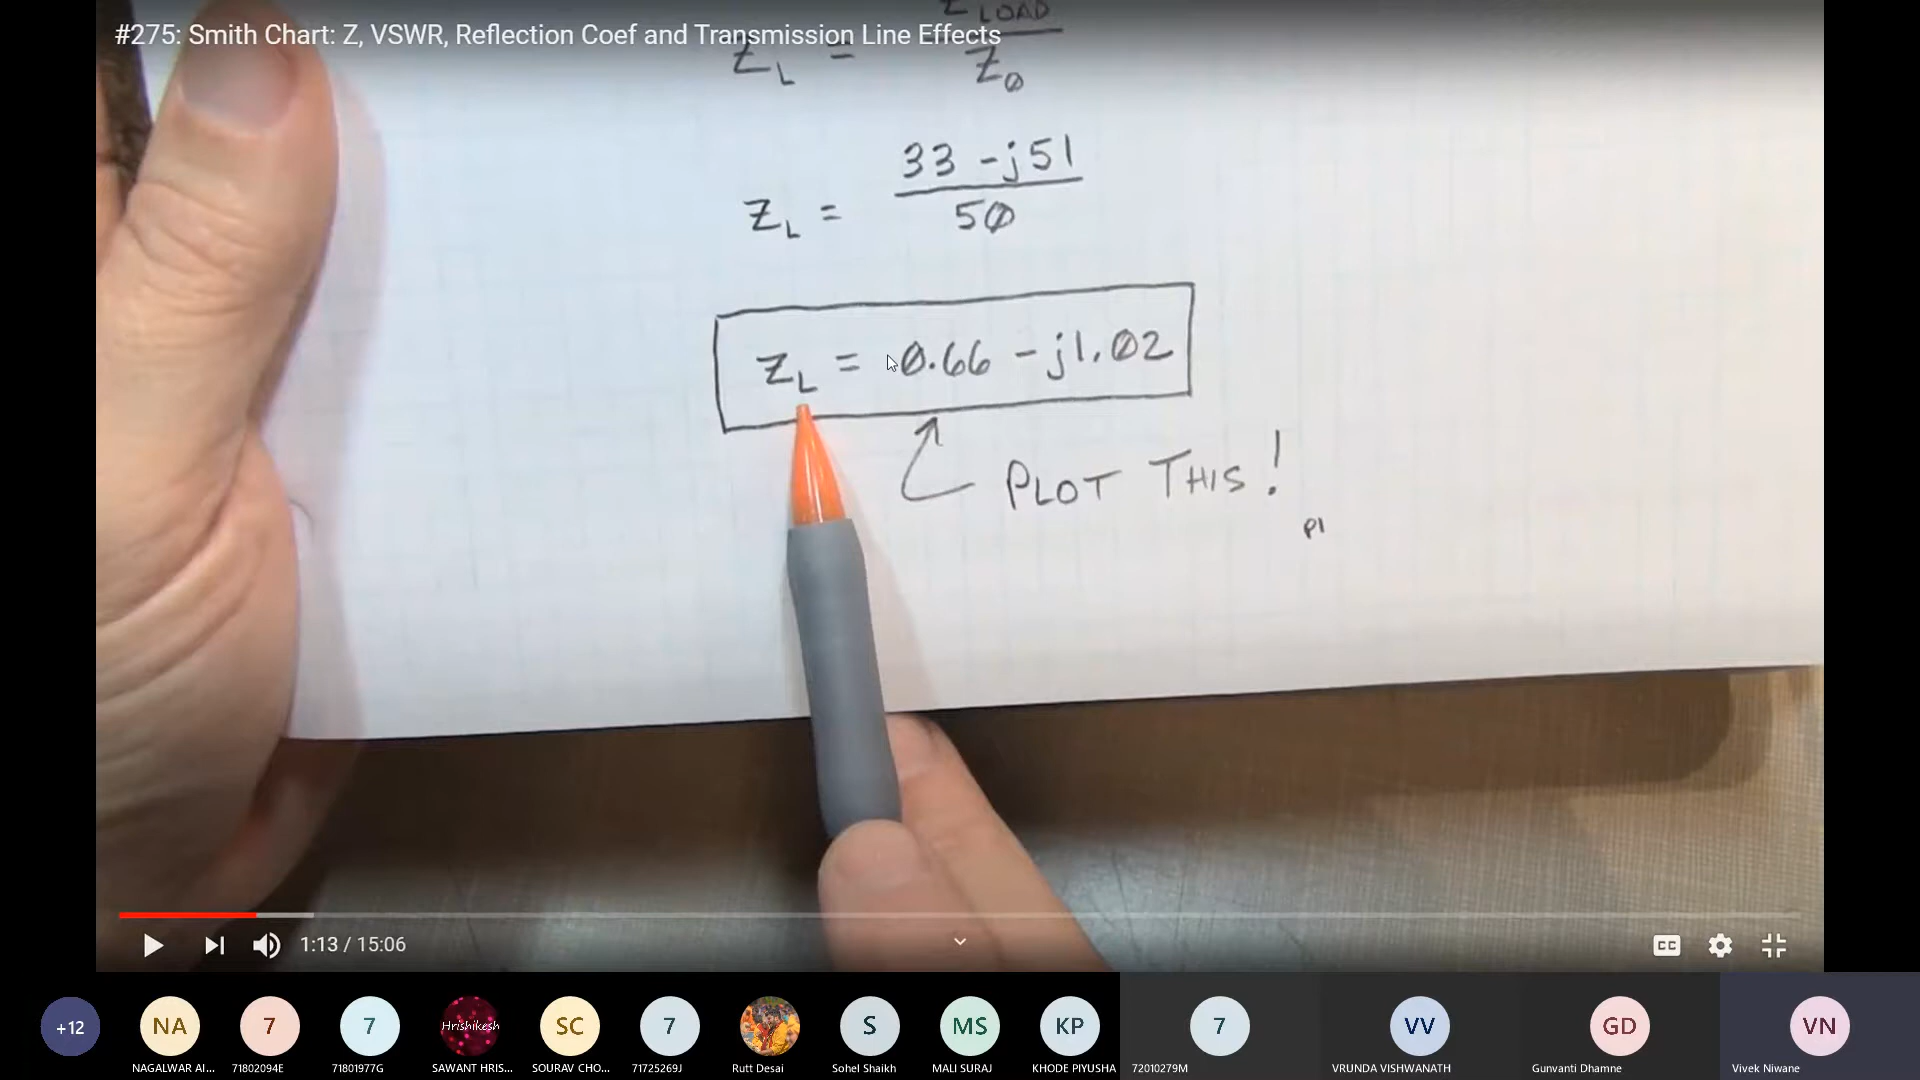 #275: Smith Chart: Z, VSWR, Reflection Coef and Transmission Line Effects
Z_L = Z_LOAD / Z_0
33 - j51
Z_L = 50
Z_L = 0.66 - j1.02
PLOT THIS!
P1
1:13 / 15:06
CC
+12
NA
7
7
Hrishikesh
SC
7
S
MS
KP
7
VV
GD
VN
NAGALWAR AI...
71802094E
71801977G
SAWANT HRIS...
SOURAV CHO...
71725269J
Rutt Desai
Sohel Shaikh
MALI SURAJ
KHODE PIYUSHA
72010279M
VRUNDA VISHWANATH
Gunvanti Dhamne
Vivek Niwane